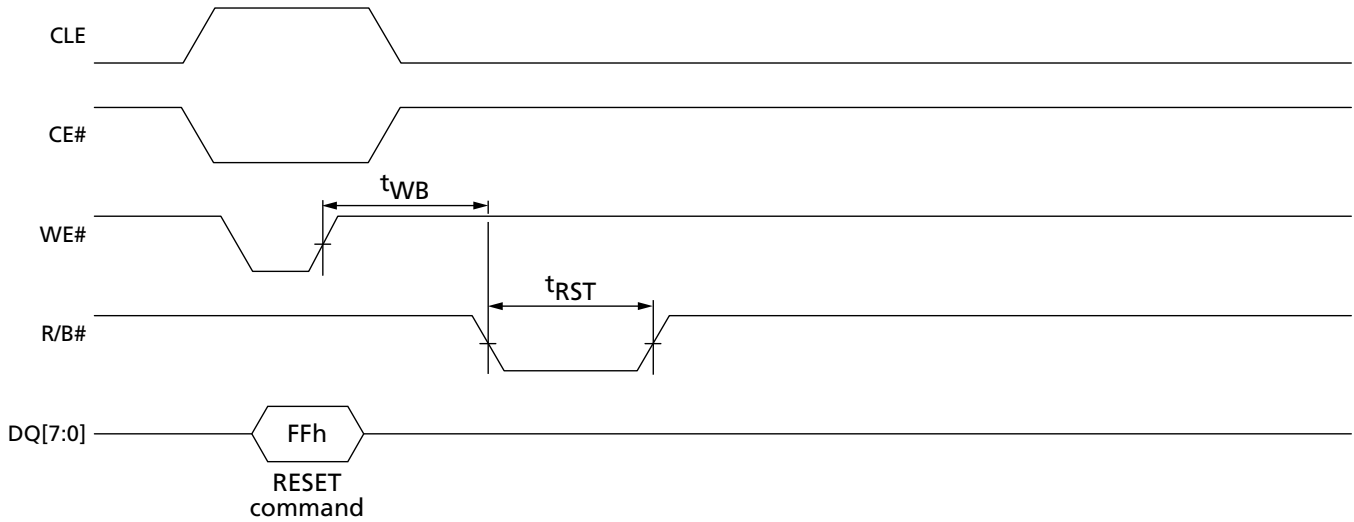 CLE
CE#
tWB
WE#
tRST
R/B#
DQ[7:0]
FFh
RESET
command